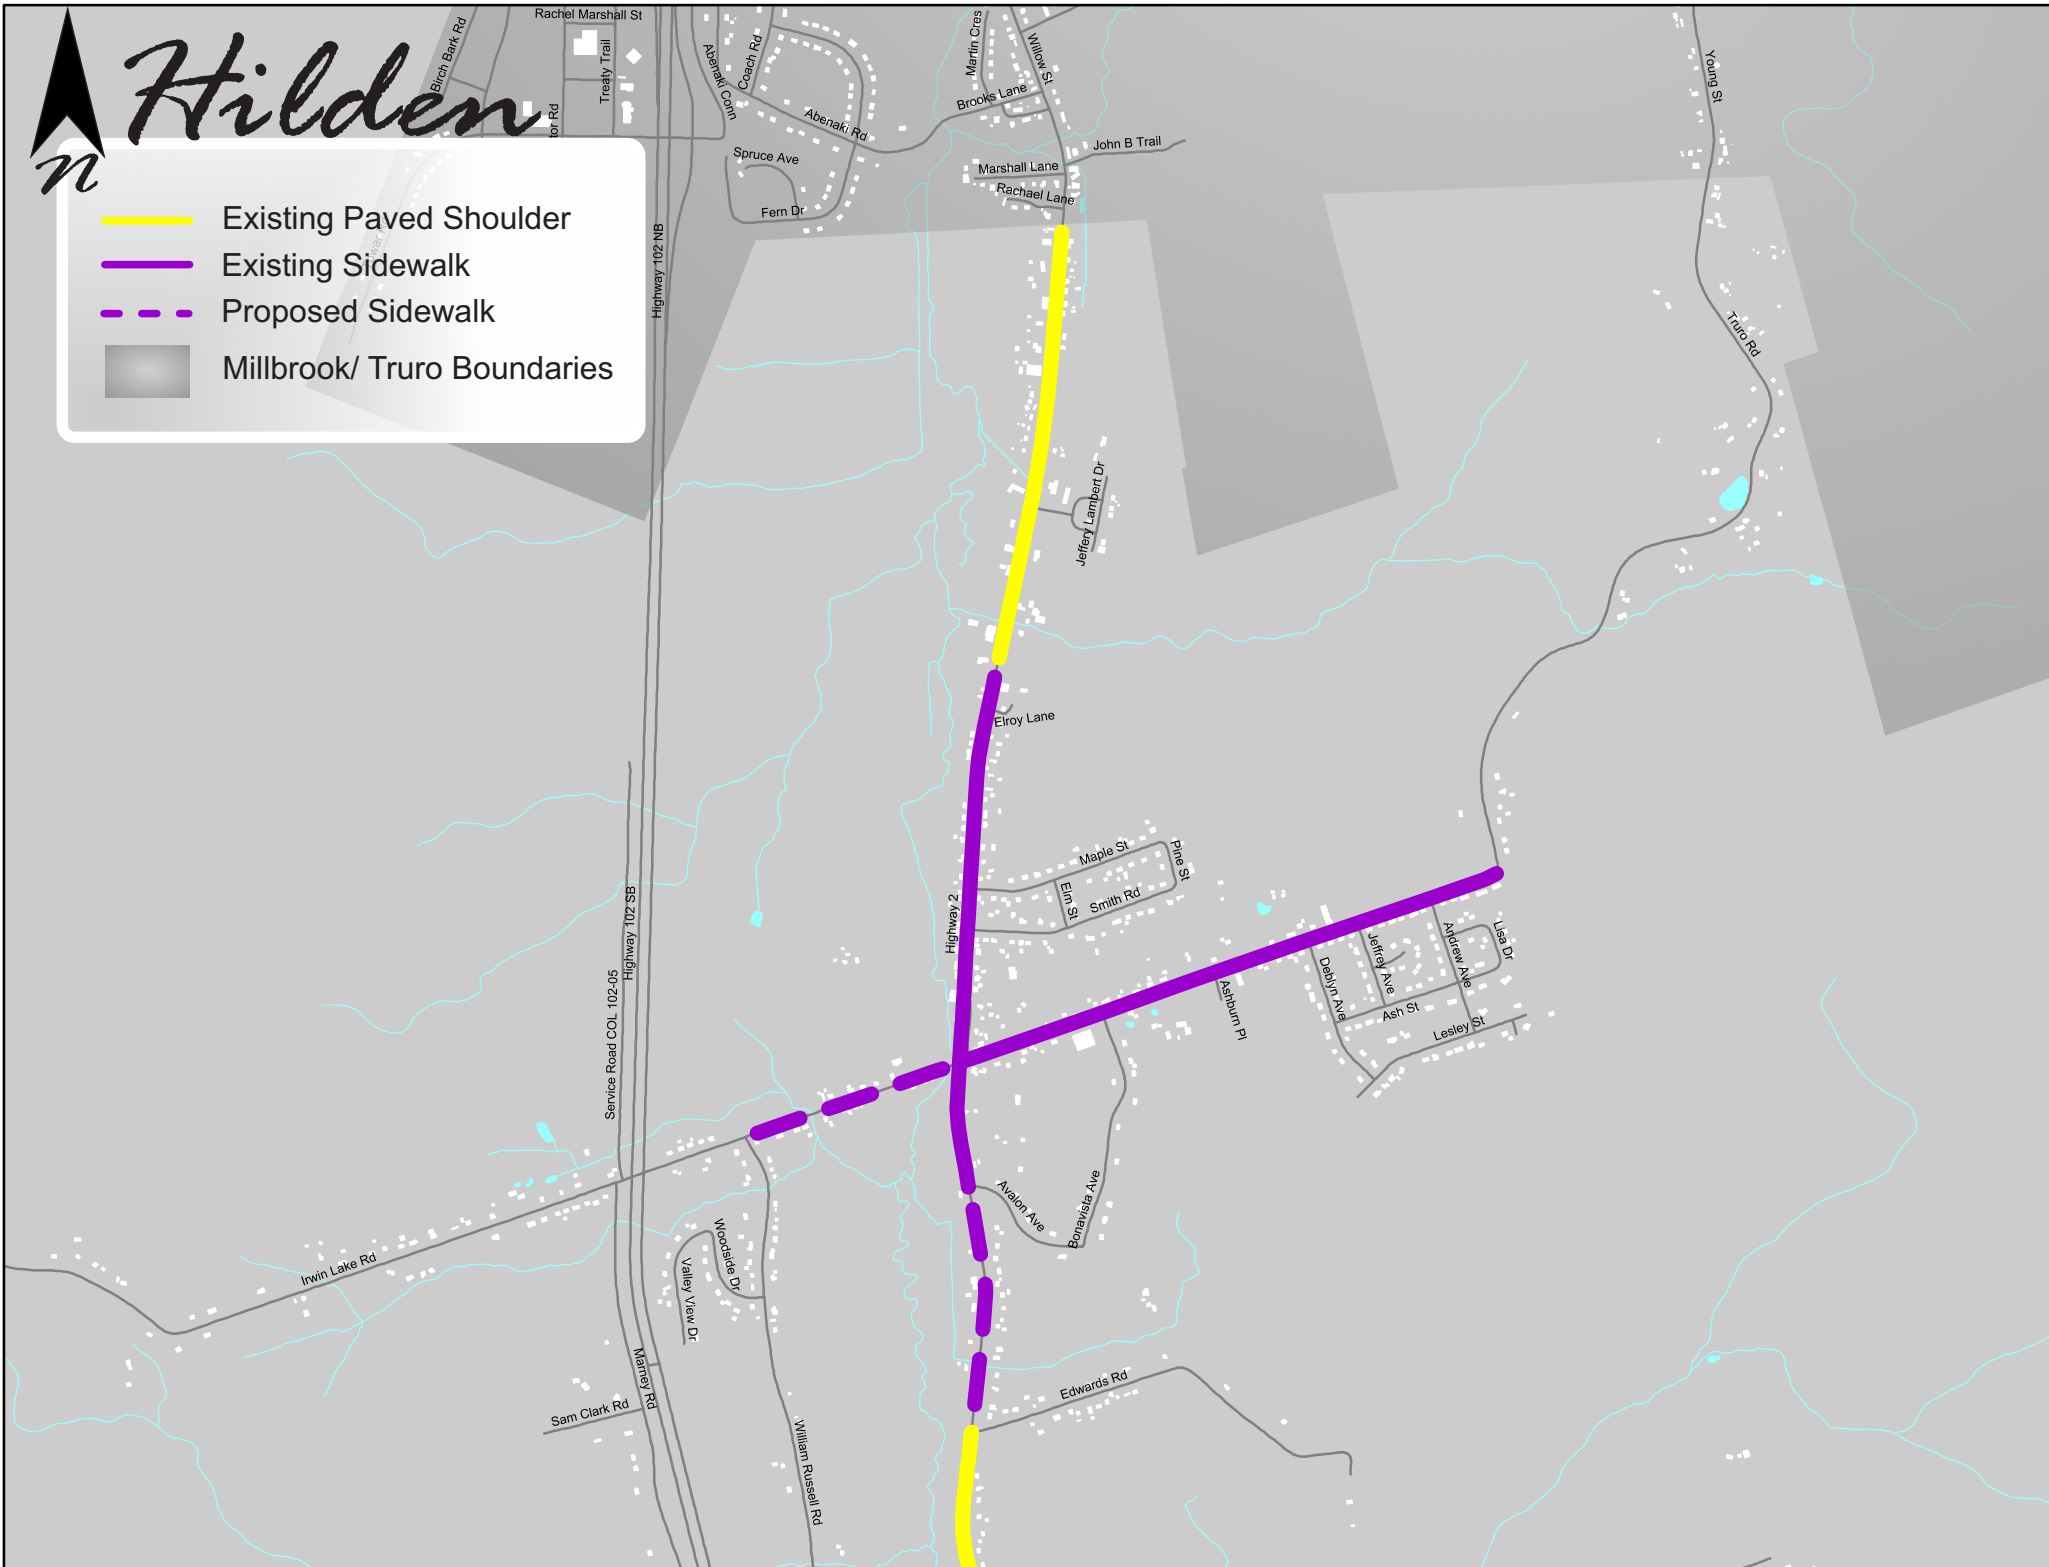 Hilden
n
Existing Paved Shoulder
Existing Sidewalk
Proposed Sidewalk
Millbrook/ Truro Boundaries
Rachel Marshall St
Birch Bark Rd
Treaty Trail
tor Rd
Abenaki Conn
Coach Rd
Abenaki Rd
Martin Cres
Willow St
Brooks Lane
John B Trail
Marshall Lane
Rachael Lane
Spruce Ave
Fern Dr
Young St
Highway 102 NB
Truro Rd
Jeffery Lambert Dr
Elroy Lane
Maple St
Pine St
Elm St
Smith Rd
Highway 2
Highway 102 SB
Service Road COL 102-05
Ashburn Pl
Deblyn Ave
Jeffrey Ave
Andrew Ave
Lisa Dr
Ash St
Lesley St
Avalon Ave
Bonavista Ave
Irwin Lake Rd
Woodside Dr
Valley View Dr
Marney Rd
Sam Clark Rd
Edwards Rd
William Russell Rd